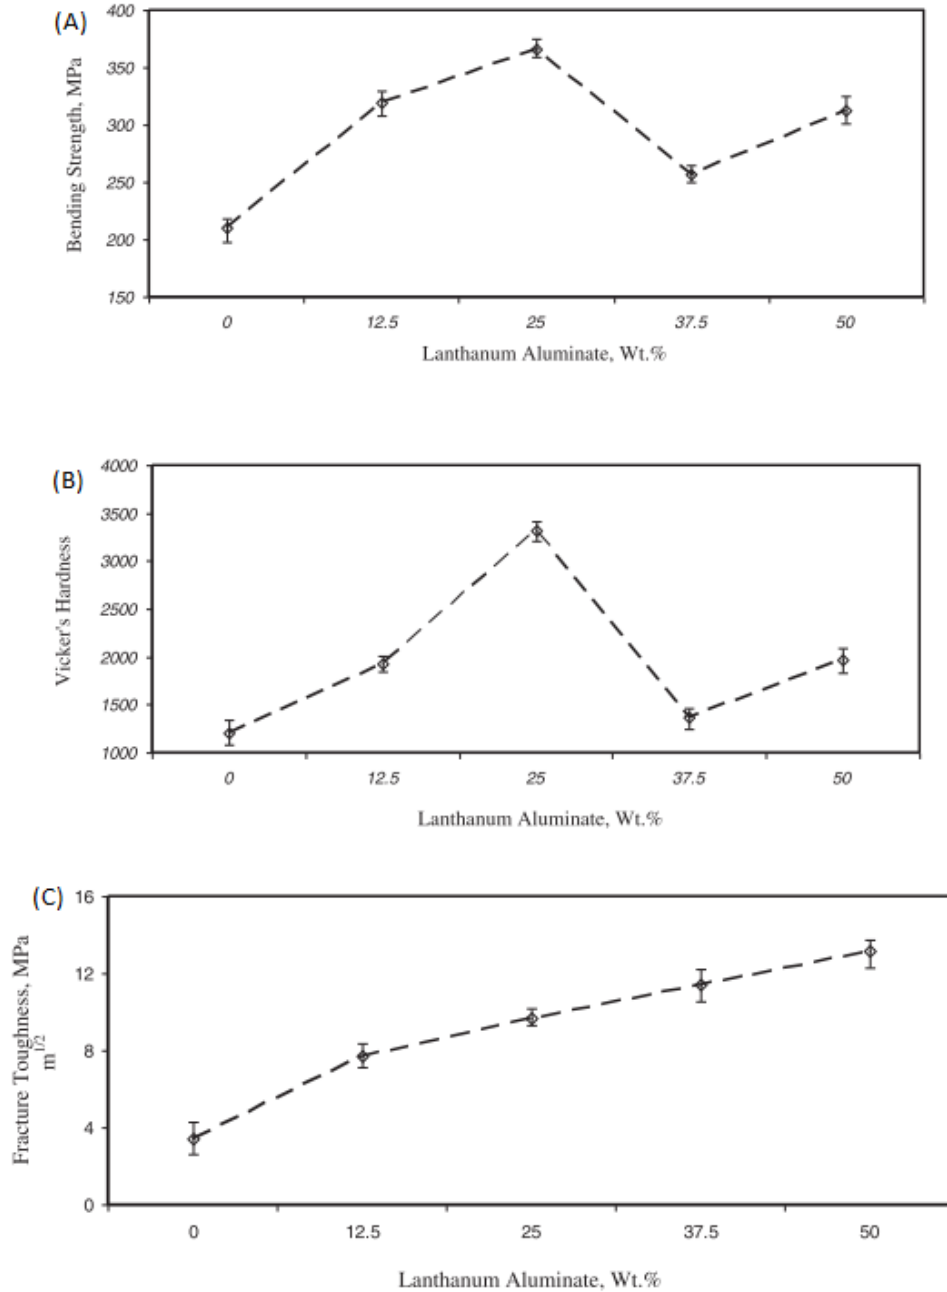 (A)
400
350
300
250
200
150
Bending Strength, MPa
0 12.5 25 37.5 50
Lanthanum Aluminate, Wt.%
(B)
4000
3500
3000
2500
2000
1500
1000
Vicker's Hardness
0 12.5 25 37.5 50
Lanthanum Aluminate, Wt.%
(C)
16
12
8
4
0
Fracture Toughness, MPa
m^1/2
0 12.5 25 37.5 50
Lanthanum Aluminate, Wt.%